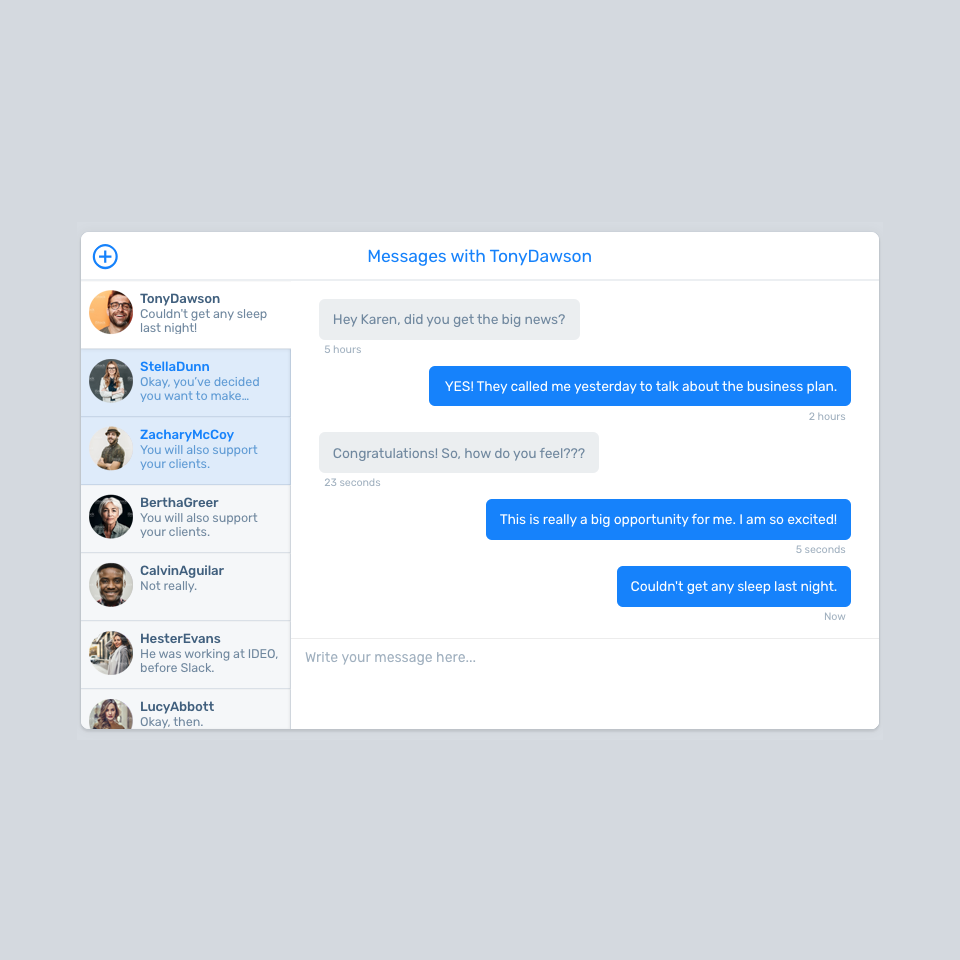 Messages with TonyDawson
TonyDawson
Couldn't get any sleep
last night!
StellaDunn
Okay, you've decided
you want to make…
ZacharyMcCoy
You will also support
your clients.
BerthaGreer
You will also support
your clients.
CalvinAguilar
Not really.
HesterEvans
He was working at IDEO,
before Slack.
LucyAbbott
Okay, then.
Hey Karen, did you get the big news?
5 hours
YES! They called me yesterday to talk about the business plan.
2 hours
Congratulations! So, how do you feel???
23 seconds
This is really a big opportunity for me. I am so excited!
5 seconds
Couldn't get any sleep last night.
Now
Write your message here...